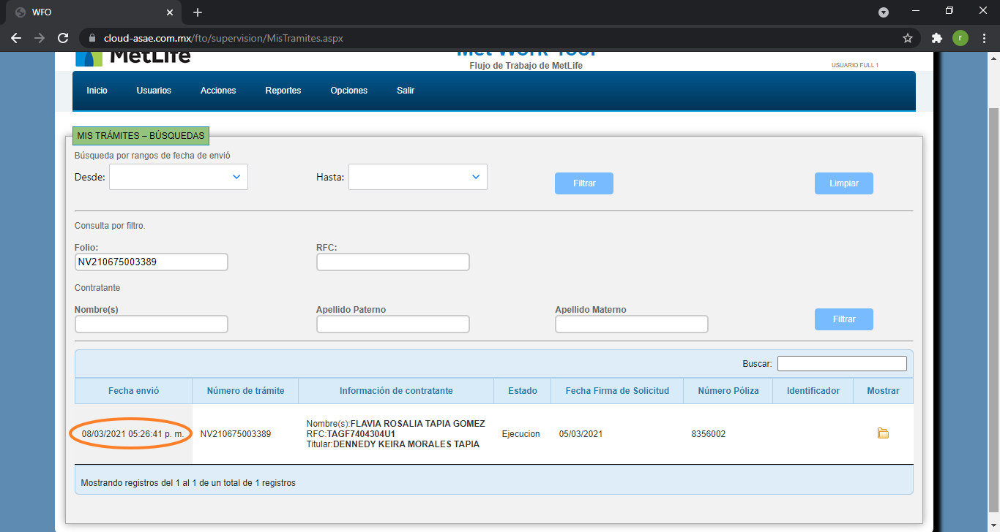 WFO
cloud-asae.com.mx/fto/supervision/MisTramites.aspx
r
MetLife
Met Work Tool
Flujo de Trabajo de MetLife
USUARIO FULL 1
Inicio Usuarios Acciones Reportes Opciones Salir
MIS TRÁMITES – BÚSQUEDAS
Búsqueda por rangos de fecha de envió
Desde: Hasta: Filtrar Limpiar
Consulta por filtro.
Folio: RFC:
NV210675003389
Contratante
Nombre(s) Apellido Paterno Apellido Materno
Filtrar
Buscar:
Fecha envió Número de trámite Información de contratante Estado Fecha Firma de Solicitud Número Póliza Identificador Mostrar
Nombre(s):FLAVIA ROSALIA TAPIA GOMEZ
08/03/2021 05:26:41 p. m. NV210675003389 RFC:TAGF7404304U1 Ejecucion 05/03/2021 8356002
Titular:DENNEDY KEIRA MORALES TAPIA
Mostrando registros del 1 al 1 de un total de 1 registros